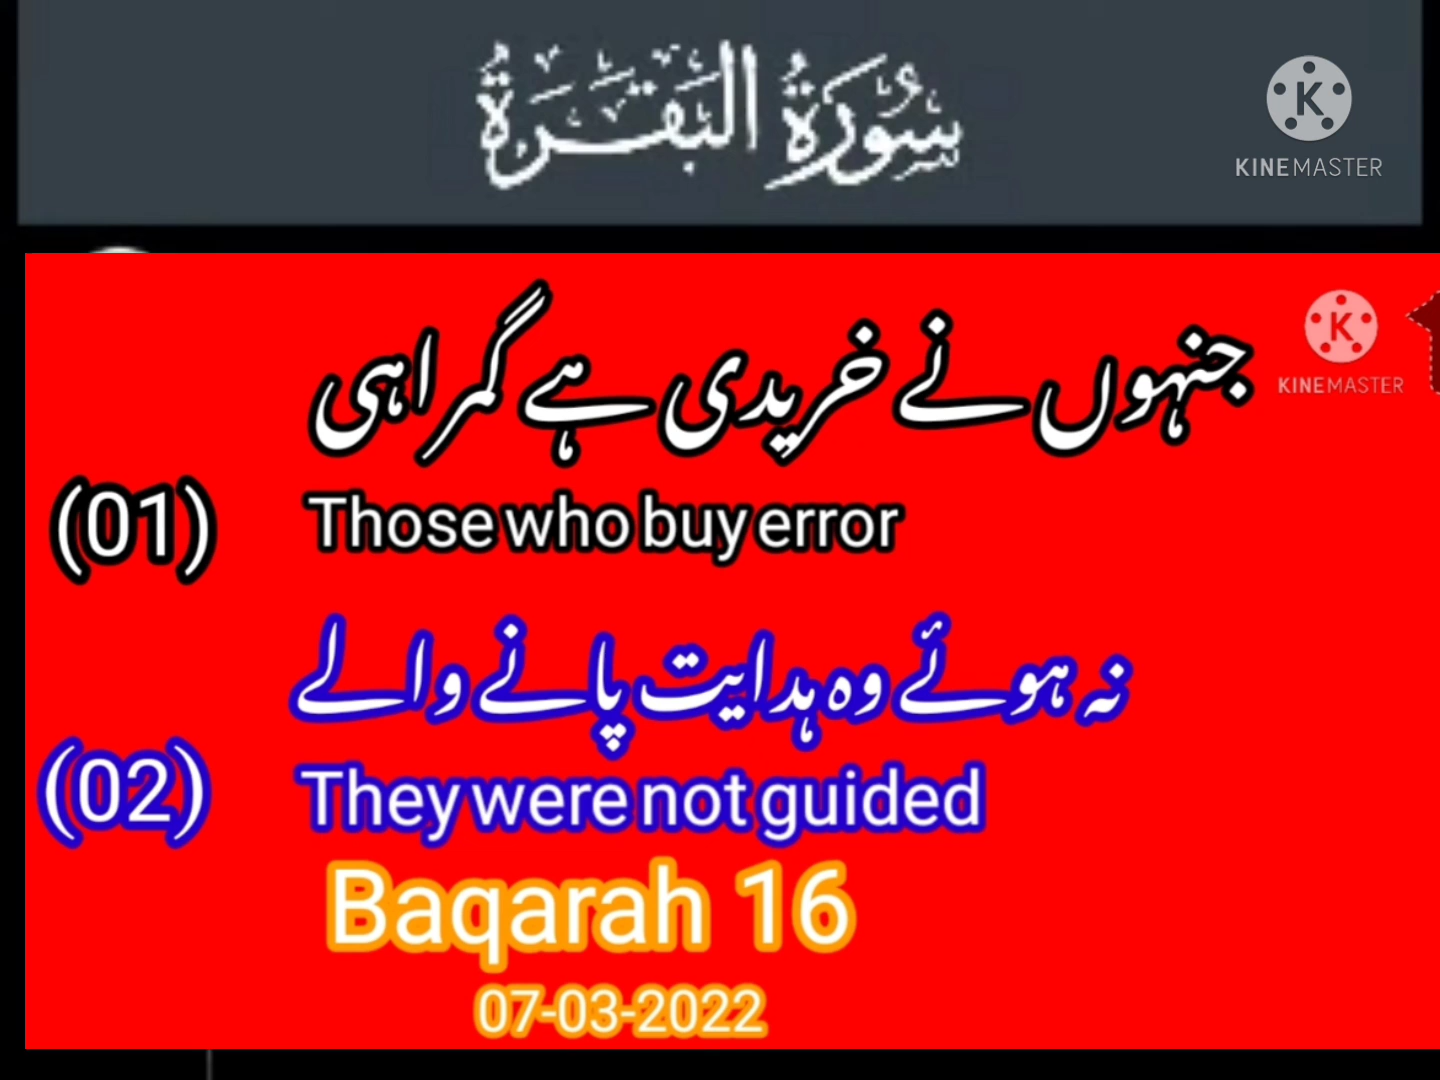 سُورَةُ البَقَرَةِ
KINEMASTER
جنہوں نے خریدی ہے گمراہی
KINEMASTER
(01) Those who buy error
نہ ہوئے وہ ہدایت پانے والے
(02) They were not guided
Baqarah 16
07-03-2022